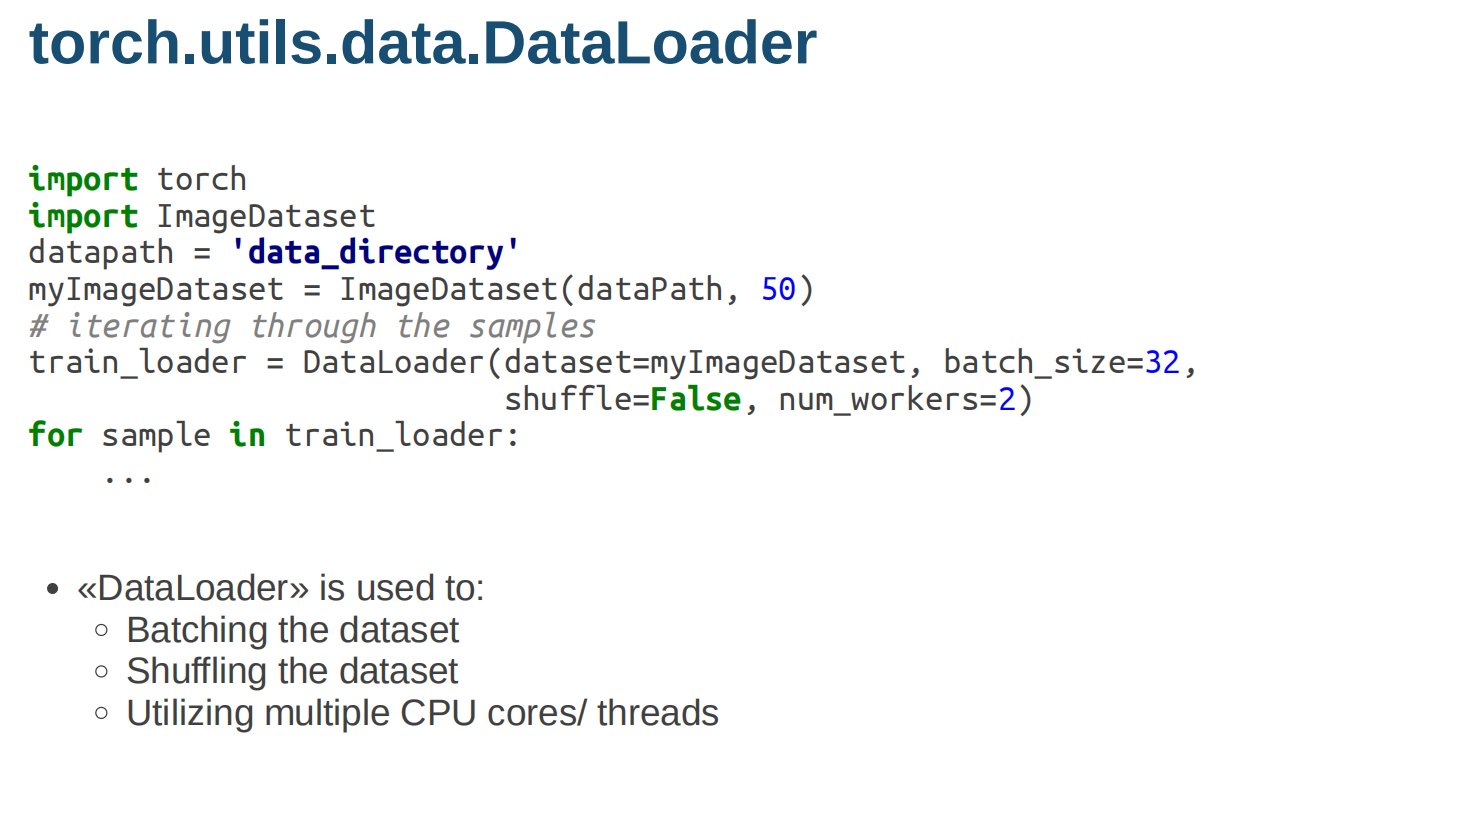 torch.utils.data.DataLoader
import torch
import ImageDataset
datapath = 'data_directory'
myImageDataset = ImageDataset(dataPath, 50)
# iterating through the samples
train_loader = DataLoader(dataset=myImageDataset, batch_size=32,
shuffle=False, num_workers=2)
for sample in train_loader:
...
• «DataLoader» is used to:
○ Batching the dataset
○ Shuffling the dataset
○ Utilizing multiple CPU cores/ threads